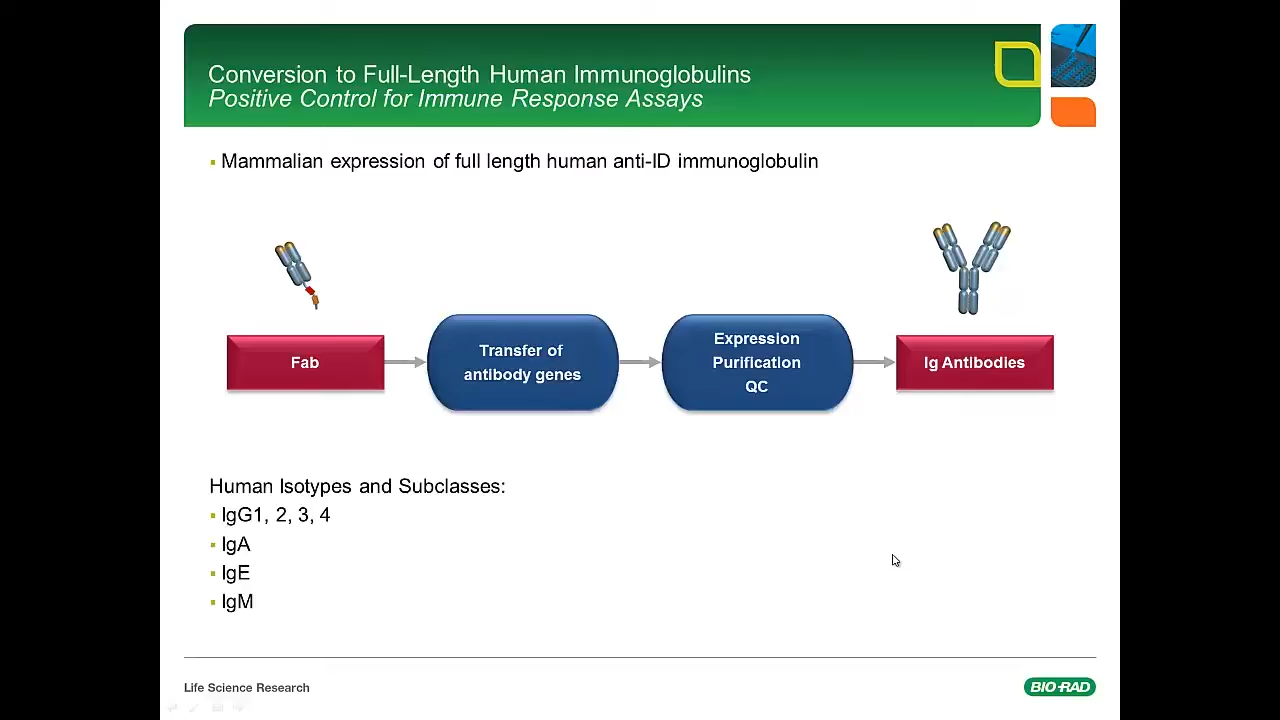 Conversion to Full-Length Human Immunoglobulins
Positive Control for Immune Response Assays
▪ Mammalian expression of full length human anti-ID immunoglobulin
Fab
Transfer of
antibody genes
Expression
Purification
QC
Ig Antibodies
Human Isotypes and Subclasses:
▪ IgG1, 2, 3, 4
▪ IgA
▪ IgE
▪ IgM
Life Science Research
BIO-RAD